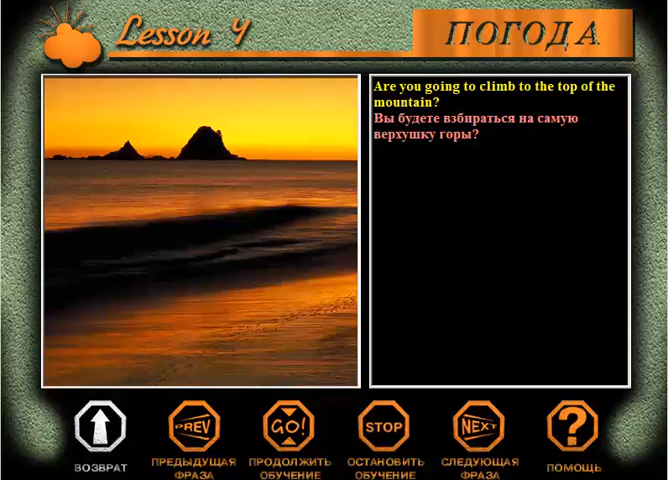 Lesson 4
ПОГОДА
Are you going to climb to the top of the
mountain?
Вы будете взбираться на самую
верхушку горы?
PREV
GO!
STOP
NEXT
?
ВОЗВРАТ
ПРЕДЫДУЩАЯ
ФРАЗА
ПРОДОЛЖИТЬ
ОБУЧЕНИЕ
ОСТАНОВИТЬ
ОБУЧЕНИЕ
СЛЕДУЮЩАЯ
ФРАЗА
ПОМОЩЬ